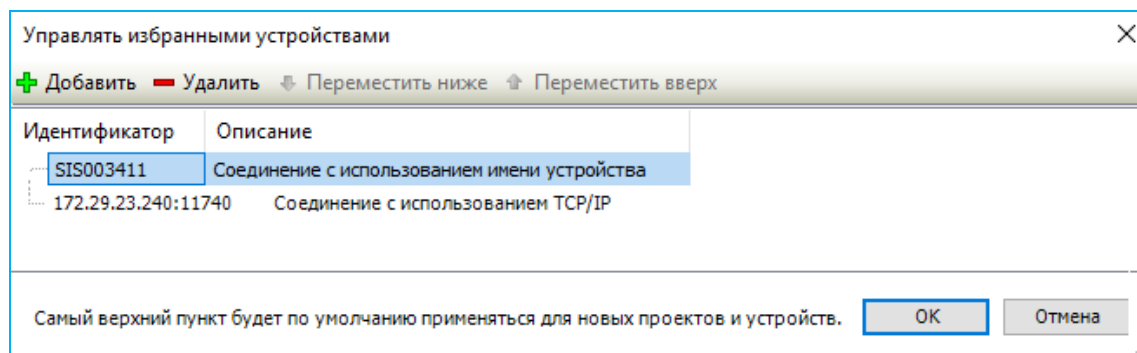 Управлять избранными устройствами
Добавить Удалить Переместить ниже Переместить вверх
Идентификатор Описание
SIS003411 Соединение с использованием имени устройства
172.29.23.240:11740 Соединение с использованием TCP/IP
Самый верхний пункт будет по умолчанию применяться для новых проектов и устройств. OK Отмена